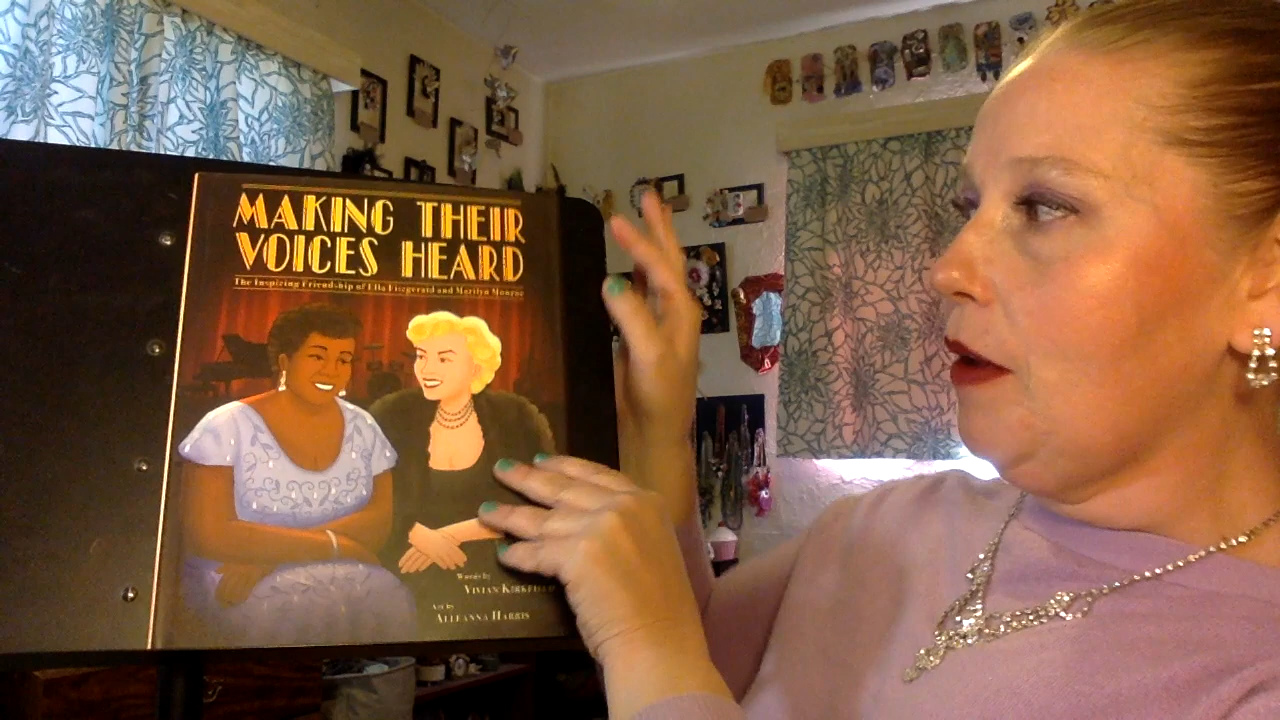 MAKING THEIR
VOICES HEARD
The Inspiring Friendship of Ella Fitzgerald and Marilyn Monroe
Words by
VIVIAN KIRKFIELD
Art by
ALLEANNA HARRIS